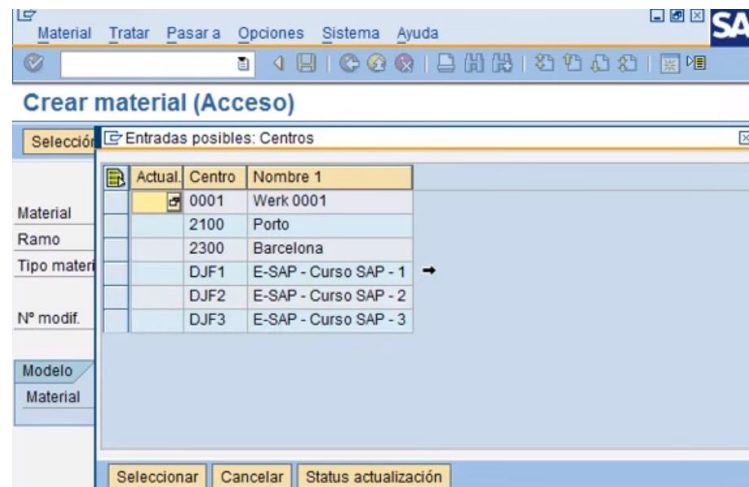 Material Tratar Pasar a Opciones Sistema Ayuda
SA
Crear material (Acceso)
Selección
Entradas posibles: Centros
Actual. Centro Nombre 1
0001 Werk 0001
2100 Porto
2300 Barcelona
DJF1 E-SAP - Curso SAP - 1
DJF2 E-SAP - Curso SAP - 2
DJF3 E-SAP - Curso SAP - 3
Material
Ramo
Tipo materi
Nº modif.
Modelo
Material
Seleccionar Cancelar Status actualización